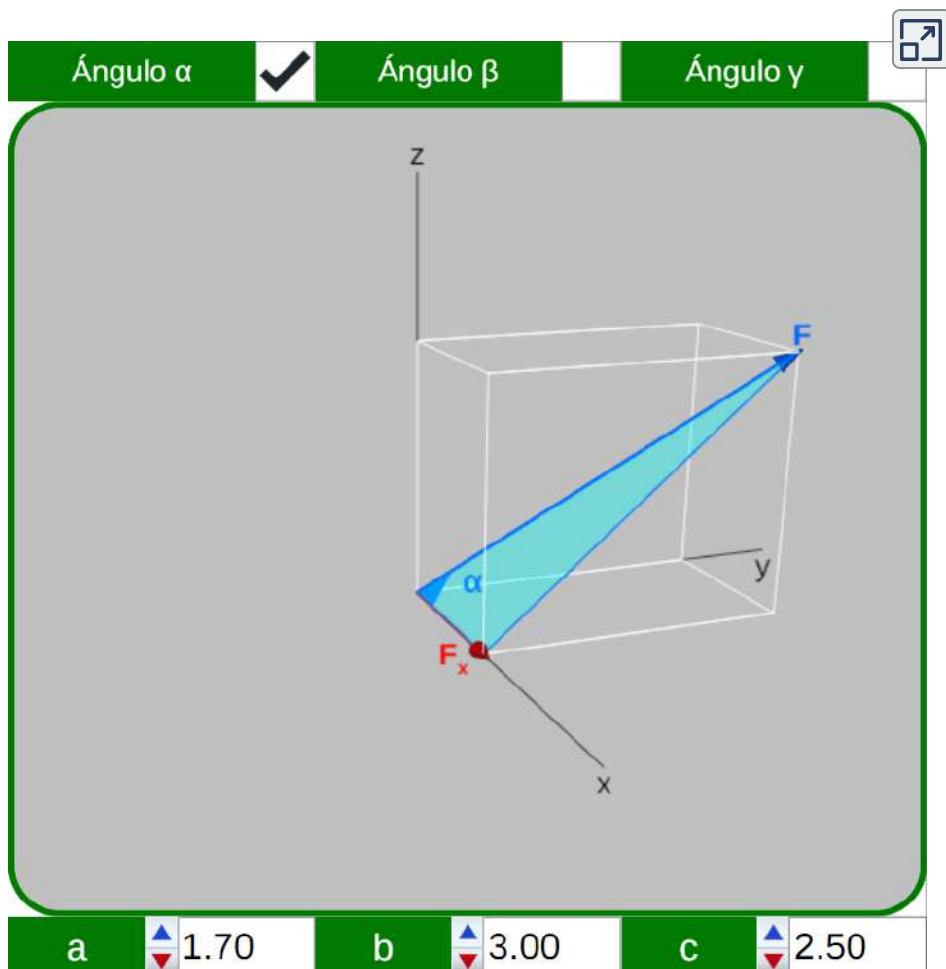 Ángulo α Ángulo β Ángulo γ
z
F
α
y
Fₓ
x
a 1.70 b 3.00 c 2.50